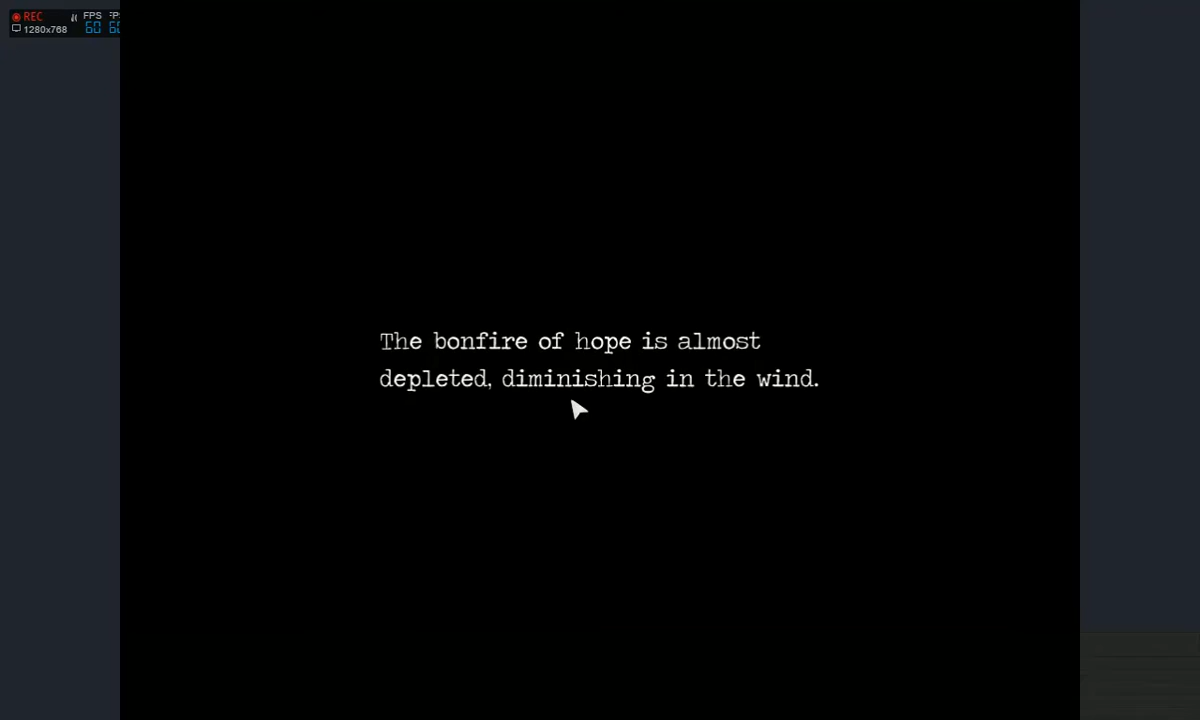 REC
FPS
1280x768
60
The bonfire of hope is almost
depleted, diminishing in the wind.